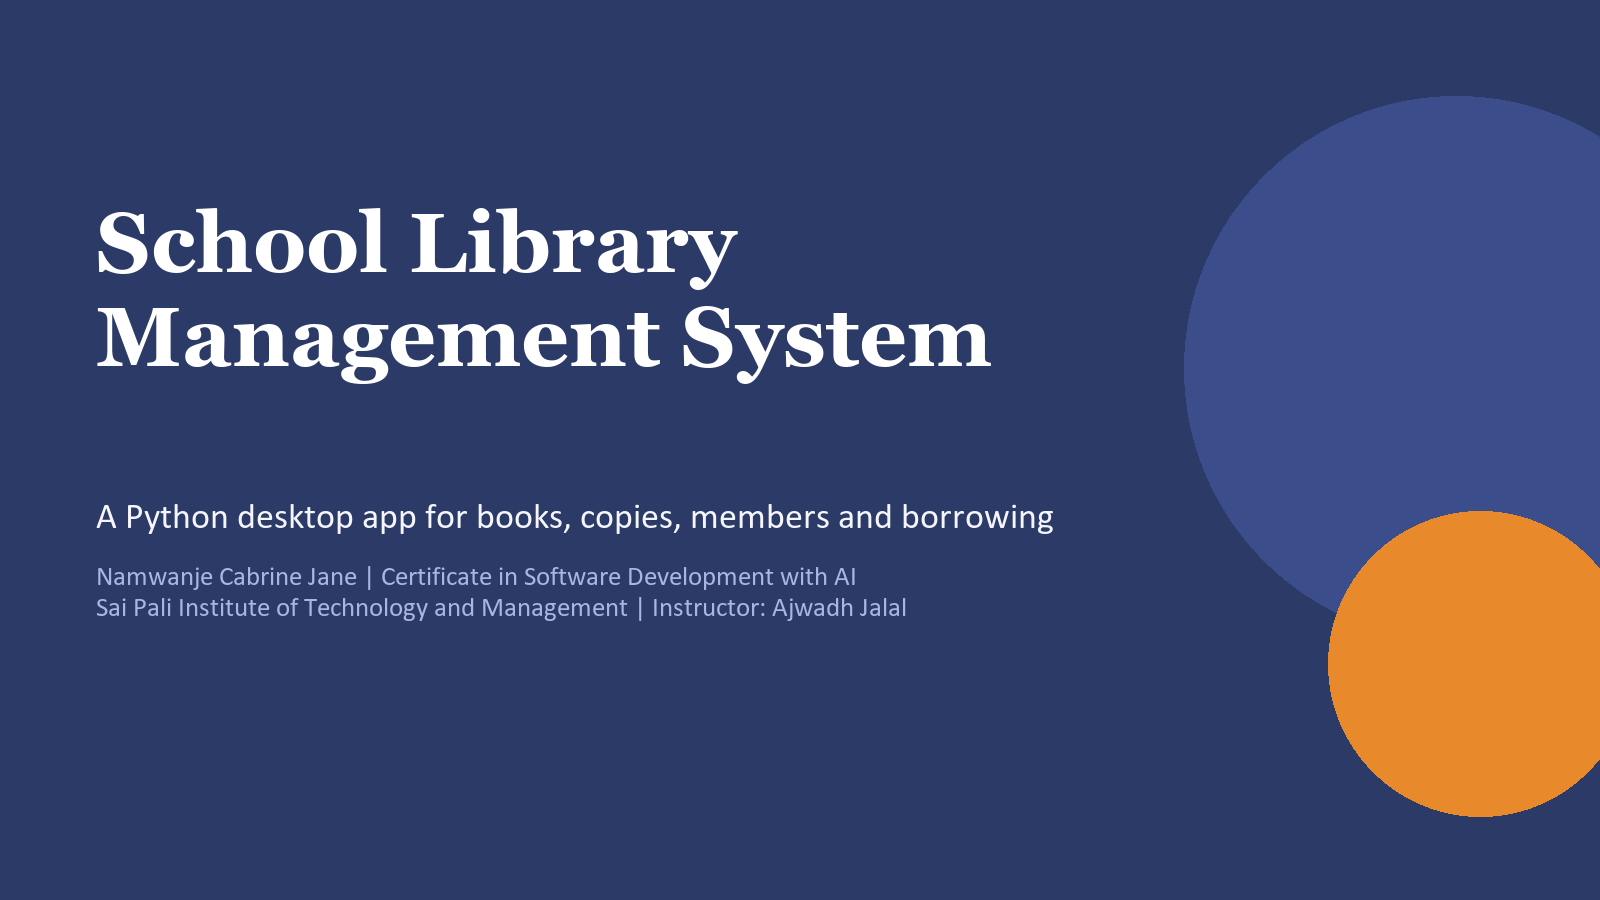 School Library
Management System
A Python desktop app for books, copies, members and borrowing
Namwanje Cabrine Jane | Certificate in Software Development with AI
Sai Pali Institute of Technology and Management | Instructor: Ajwadh Jalal